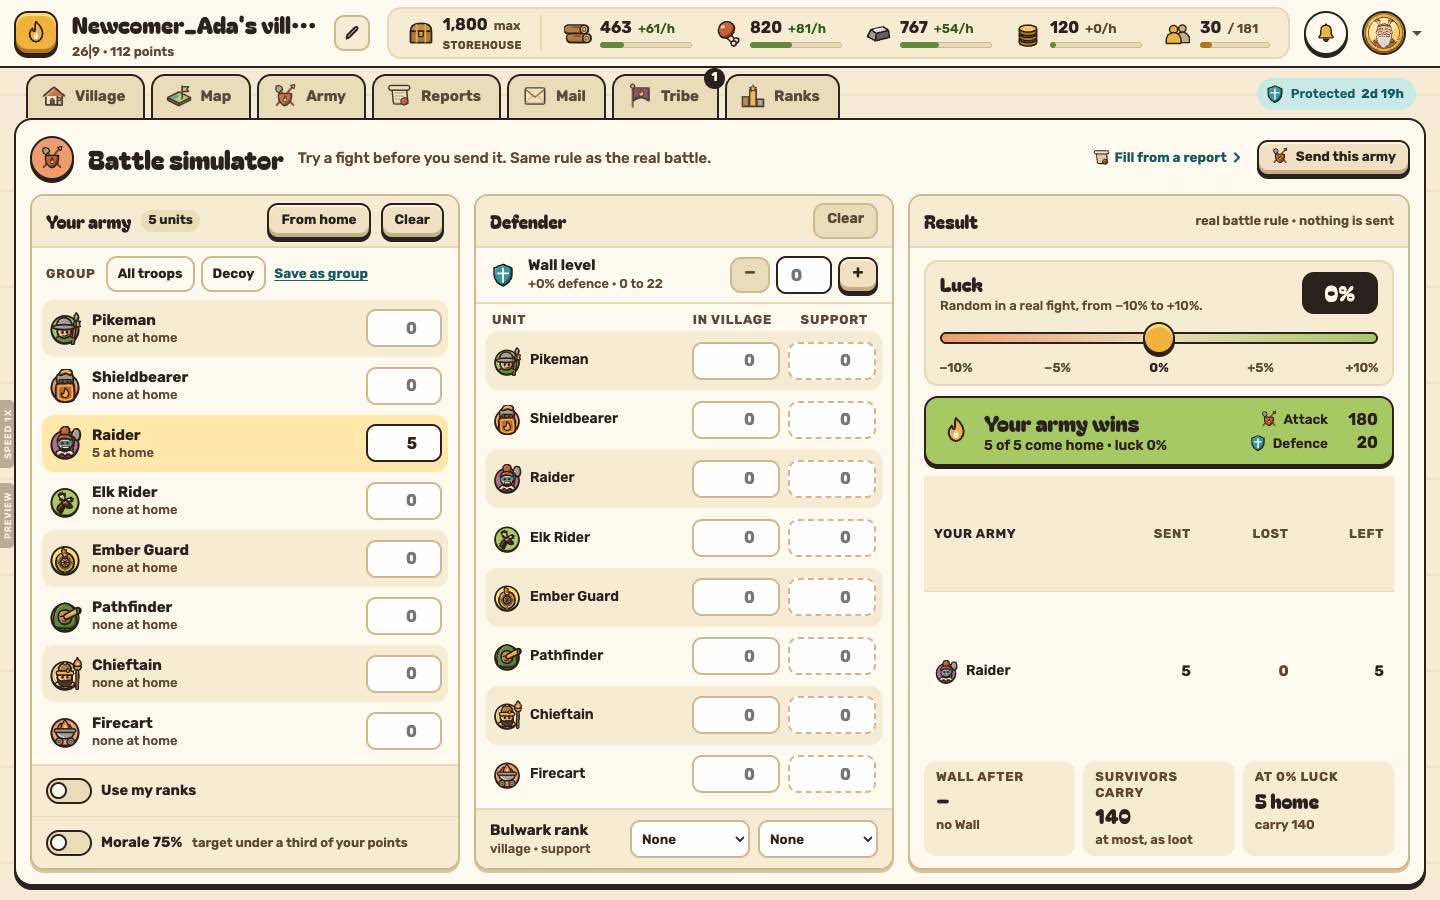 Newcomer_Ada's vill•••
26|9 • 112 points
1,800 max
STOREHOUSE
463 +61/h
820 +81/h
767 +54/h
120 +0/h
30 / 181
Village
Map
Army
Reports
Mail
Tribe
1
Ranks
Protected 2d 19h
Battle simulator
Try a fight before you send it. Same rule as the real battle.
Fill from a report >
Send this army
Your army
5 units
From home
Clear
GROUP
All troops
Decoy
Save as group
Pikeman
none at home
0
Shieldbearer
none at home
0
Raider
5 at home
5
Elk Rider
none at home
0
Ember Guard
none at home
0
Pathfinder
none at home
0
Chieftain
none at home
0
Firecart
none at home
0
Use my ranks
Morale 75% target under a third of your points
Defender
Clear
Wall level
+0% defence • 0 to 22
−
0
+
UNIT IN VILLAGE SUPPORT
Pikeman 0 0
Shieldbearer 0 0
Raider 0 0
Elk Rider 0 0
Ember Guard 0 0
Pathfinder 0 0
Chieftain 0 0
Firecart 0 0
Bulwark rank
village • support
None
None
Result
real battle rule • nothing is sent
Luck
Random in a real fight, from −10% to +10%.
0%
−10% −5% 0% +5% +10%
Your army wins
5 of 5 come home • luck 0%
Attack 180
Defence 20
YOUR ARMY SENT LOST LEFT
Raider 5 0 5
WALL AFTER
–
no Wall
SURVIVORS CARRY
140
at most, as loot
AT 0% LUCK
5 home
carry 140
SPEED 1X
PREVIEW